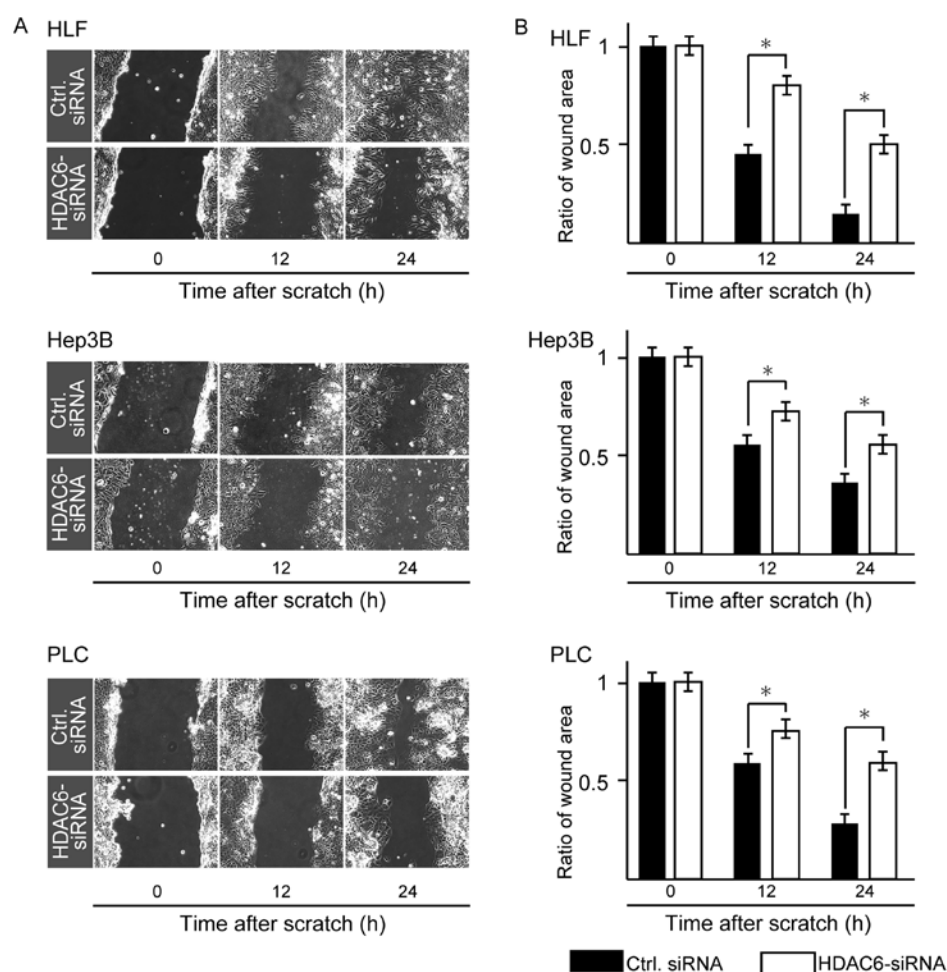 A
HLF
Ctrl.
siRNA
HDAC6-
siRNA
0 12 24
Time after scratch (h)
Hep3B
Ctrl.
siRNA
HDAC6-
siRNA
0 12 24
Time after scratch (h)
PLC
Ctrl.
siRNA
HDAC6-
siRNA
0 12 24
Time after scratch (h)
B
HLF
Ratio of wound area
1
0.5
* *
0 12 24
Time after scratch (h)
Hep3B
Ratio of wound area
1
0.5
* *
0 12 24
Time after scratch (h)
PLC
Ratio of wound area
1
0.5
* *
0 12 24
Time after scratch (h)
Ctrl. siRNA HDAC6-siRNA